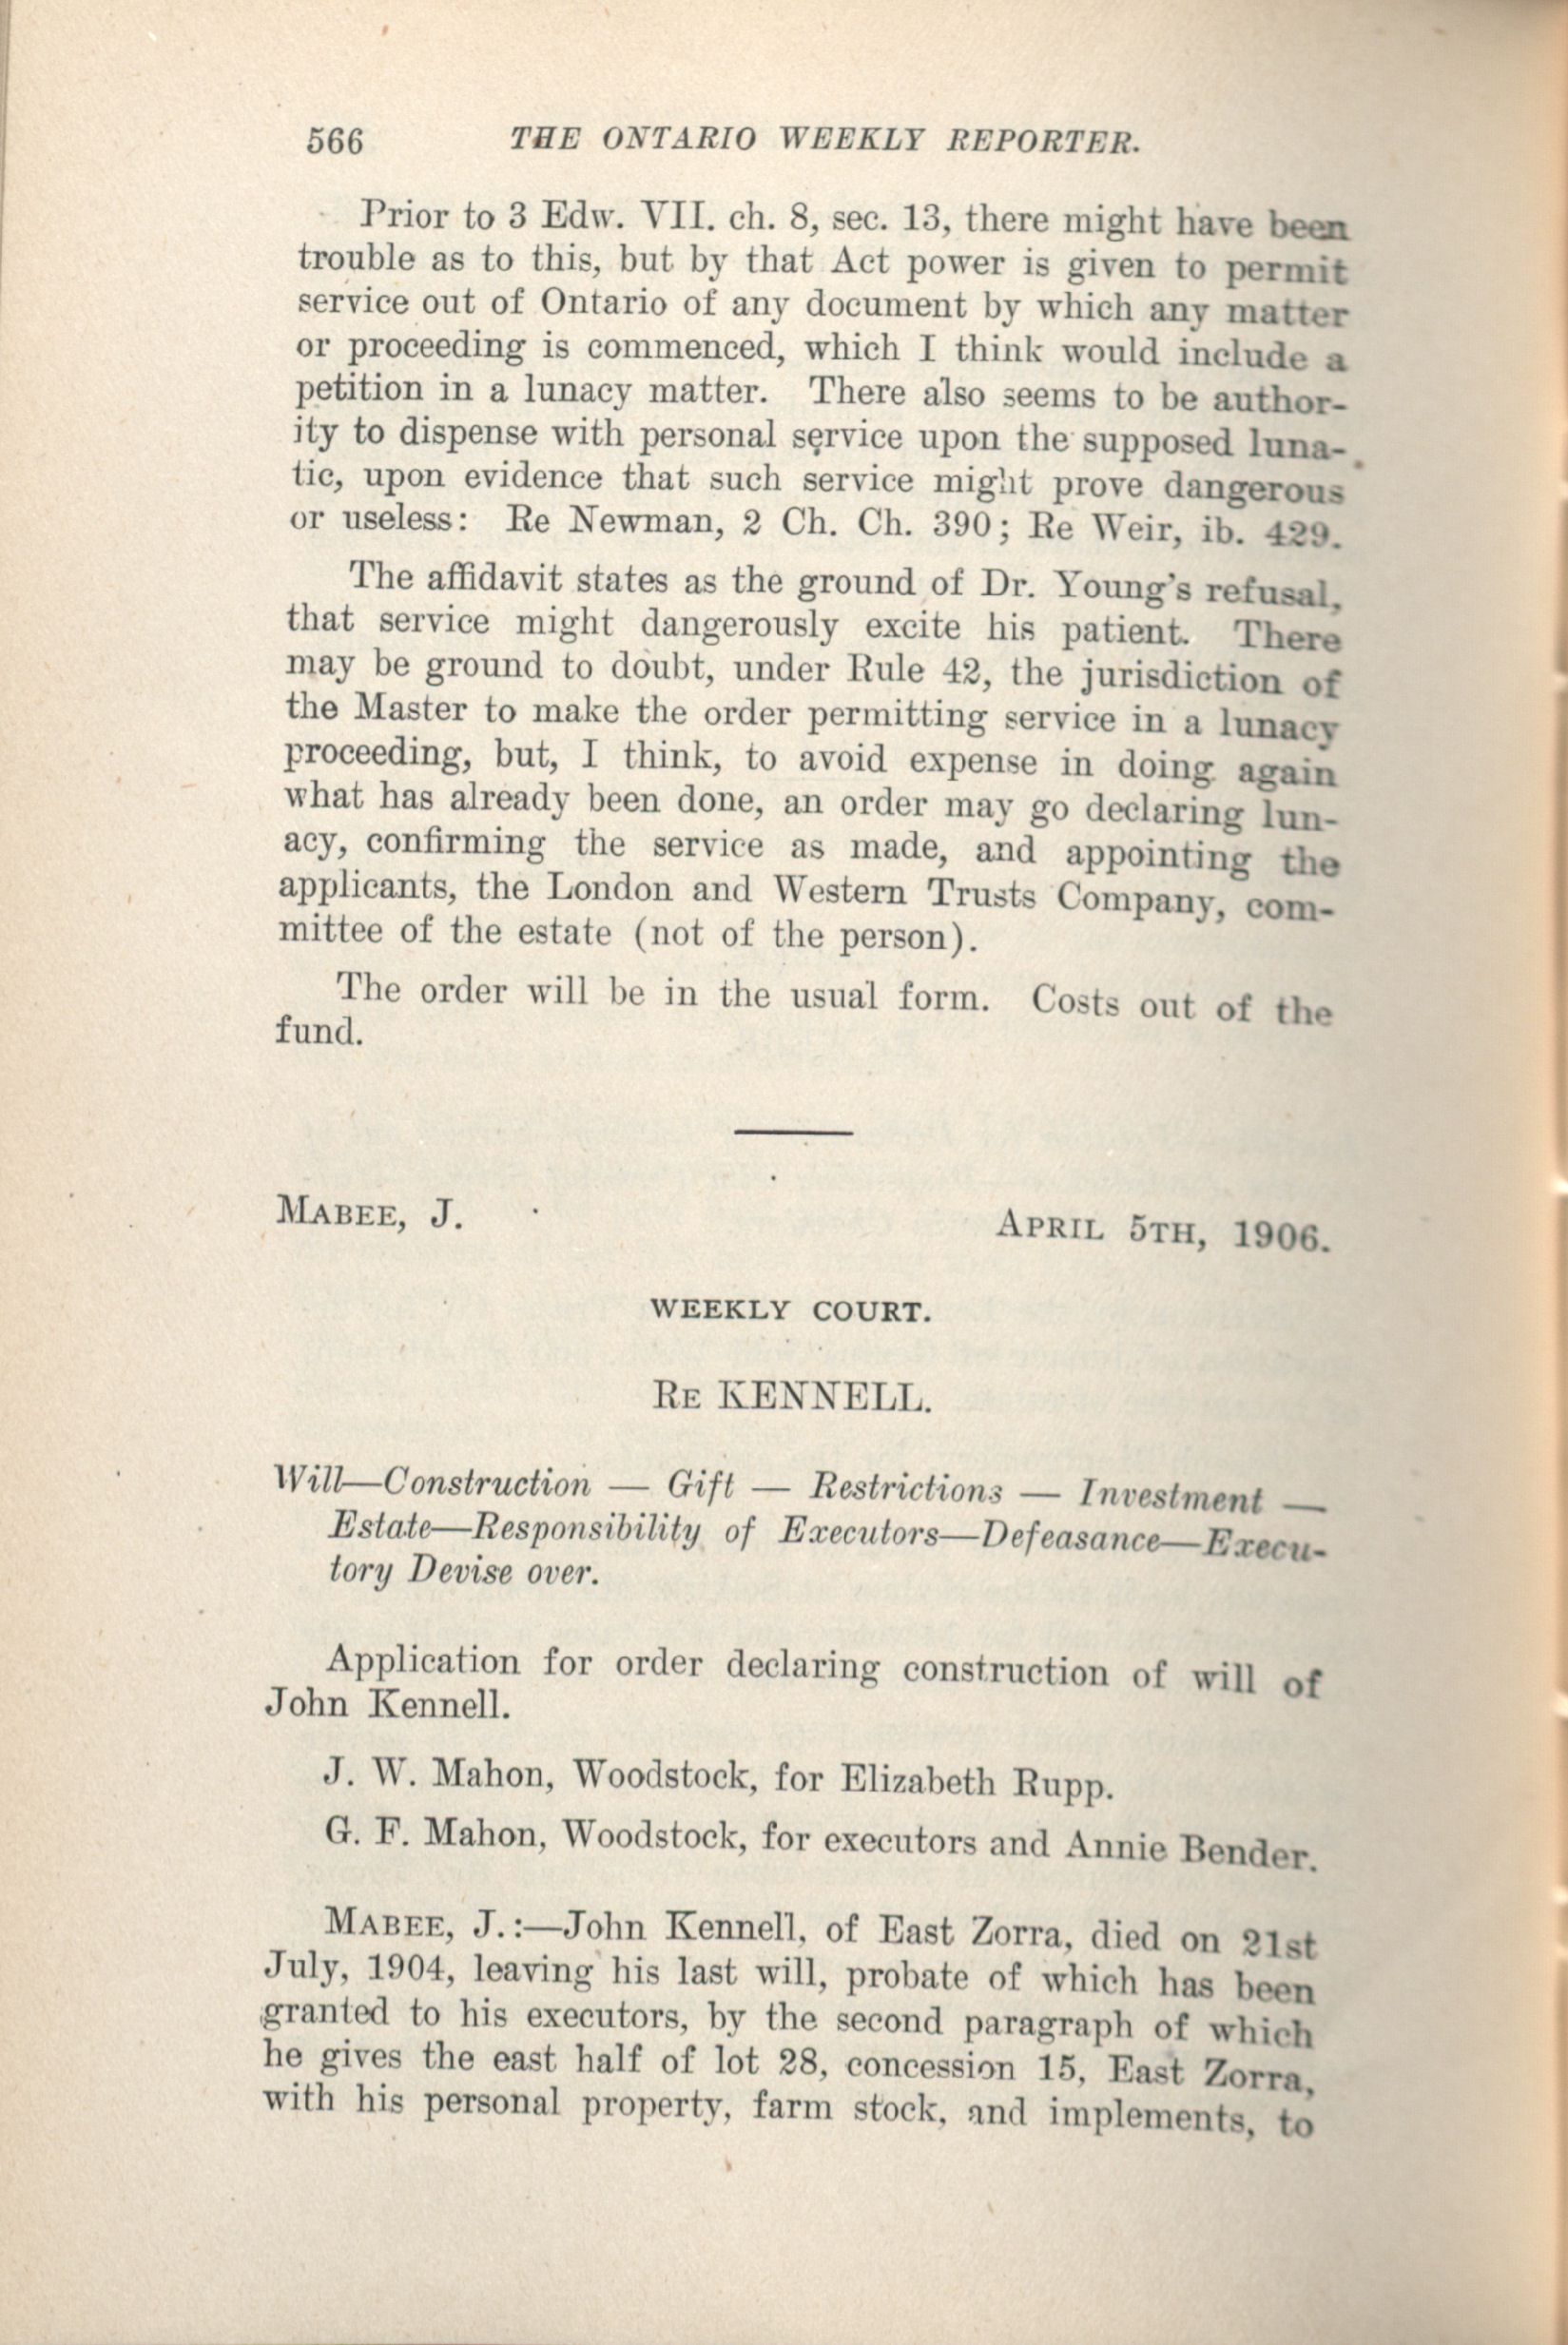 566 THE ONTARIO WEEKLY REPORTER.
Prior to 3 Edw. VII. ch. 8, sec. 13, there might have been
trouble as to this, but by that Act power is given to permit
service out of Ontario of any document by which any matter
or proceeding is commenced, which I think would include a
petition in a lunacy matter. There also seems to be author-
ity to dispense with personal service upon the supposed luna-
tic, upon evidence that such service might prove dangerous
or useless: Re Newman, 2 Ch. Ch. 390; Re Weir, ib. 429.
The affidavit states as the ground of Dr. Young's refusal,
that service might dangerously excite his patient. There
may be ground to doubt, under Rule 42, the jurisdiction of
the Master to make the order permitting service in a lunacy
proceeding, but, I think, to avoid expense in doing again
what has already been done, an order may go declaring lun-
acy, confirming the service as made, and appointing the
applicants, the London and Western Trusts Company, com-
mittee of the estate (not of the person).
The order will be in the usual form. Costs out of the
fund.
MABEE, J. APRIL 5TH, 1906.
WEEKLY COURT.
RE KENNELL.
Will—Construction — Gift — Restrictions — Investment —
Estate—Responsibility of Executors—Defeasance—Execu-
tory Devise over.
Application for order declaring construction of will of
John Kennell.
J. W. Mahon, Woodstock, for Elizabeth Rupp.
G. F. Mahon, Woodstock, for executors and Annie Bender.
MABEE, J.:—John Kennell, of East Zorra, died on 21st
July, 1904, leaving his last will, probate of which has been
granted to his executors, by the second paragraph of which
he gives the east half of lot 28, concession 15, East Zorra,
with his personal property, farm stock, and implements, to